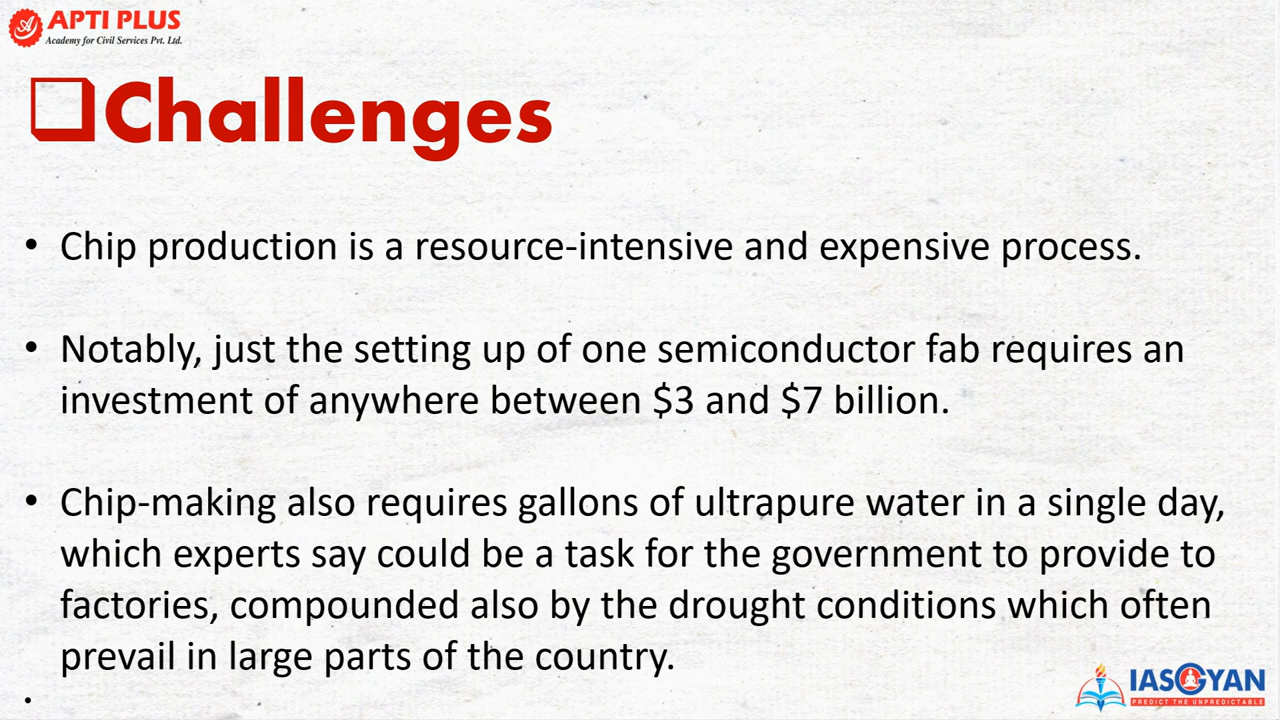 APTI PLUS
Academy for Civil Services Pvt. Ltd.
❑Challenges
• Chip production is a resource-intensive and expensive process.
• Notably, just the setting up of one semiconductor fab requires an
investment of anywhere between $3 and $7 billion.
• Chip-making also requires gallons of ultrapure water in a single day,
which experts say could be a task for the government to provide to
factories, compounded also by the drought conditions which often
prevail in large parts of the country.
•
IASGYAN
PREDICT THE UNPREDICTABLE